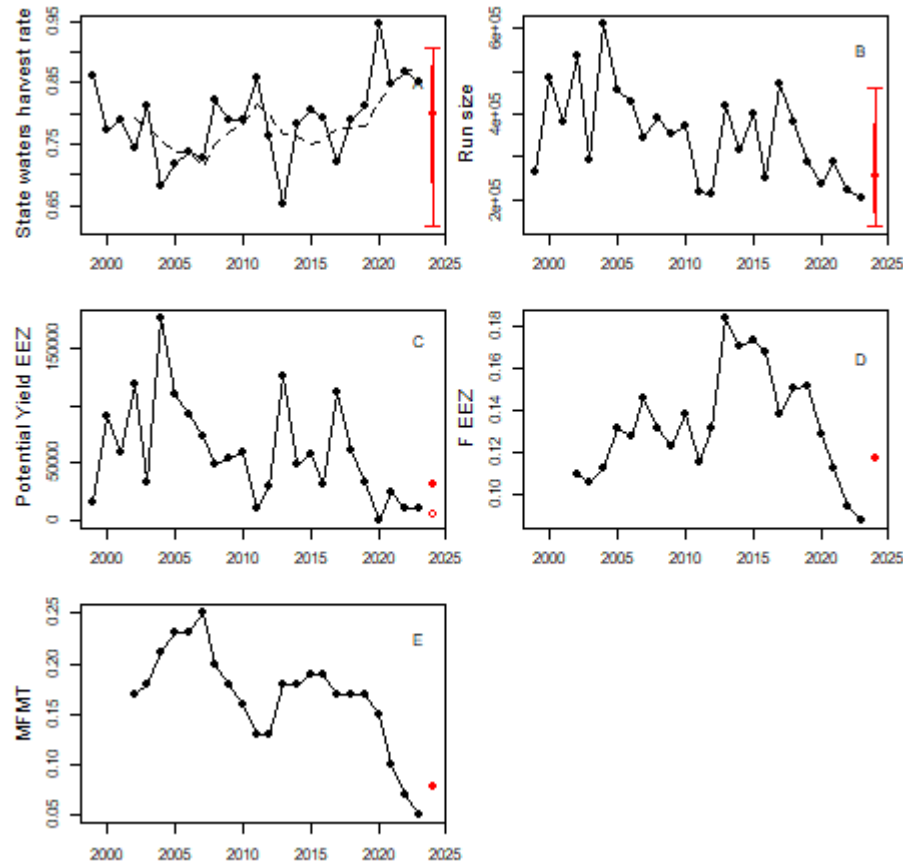 State waters harvest rate
0.65 0.75 0.85 0.95
A
2000 2005 2010 2015 2020 2025
Run size
2e+05 4e+05 6e+05
B
2000 2005 2010 2015 2020 2025
Potential Yield EEZ
0 50000 150000
C
2000 2005 2010 2015 2020 2025
F EEZ
0.10 0.12 0.14 0.16 0.18
D
2000 2005 2010 2015 2020 2025
MFMT
0.05 0.10 0.15 0.20 0.25
E
2000 2005 2010 2015 2020 2025